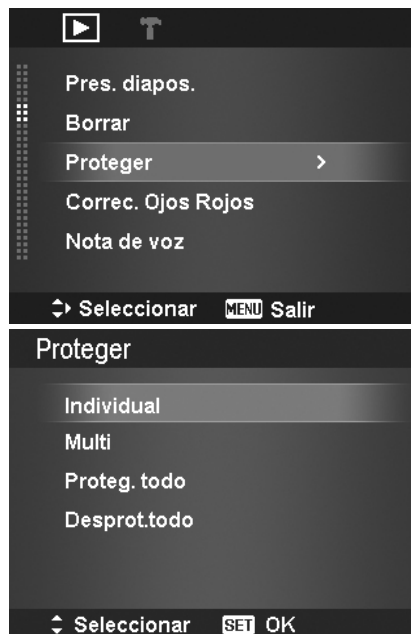 Pres. diapos.
Borrar
Proteger
Correc. Ojos Rojos
Nota de voz
Seleccionar MENU Salir
Proteger
Individual
Multi
Proteg. todo
Desprot.todo
Seleccionar SET OK